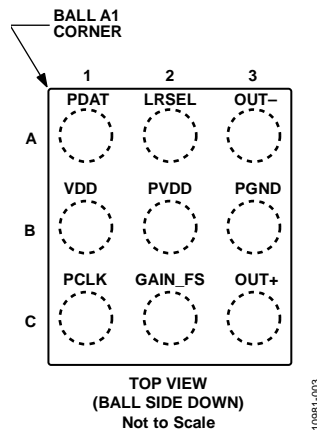 BALL A1
CORNER
1 2 3
PDAT LRSEL OUT–
A
VDD PVDD PGND
B
PCLK GAIN_FS OUT+
C
TOP VIEW
(BALL SIDE DOWN)
Not to Scale
10981-003